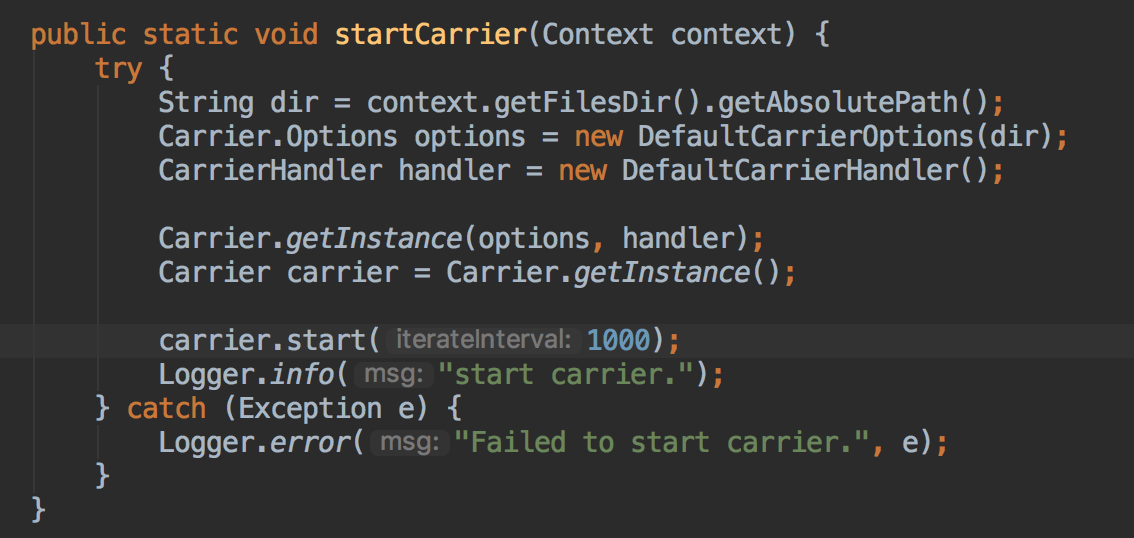 public static void startCarrier(Context context) {
try {
String dir = context.getFilesDir().getAbsolutePath();
Carrier.Options options = new DefaultCarrierOptions(dir);
CarrierHandler handler = new DefaultCarrierHandler();
Carrier.getInstance(options, handler);
Carrier carrier = Carrier.getInstance();
carrier.start( iterateInterval: 1000);
Logger.info( msg: "start carrier.");
} catch (Exception e) {
Logger.error( msg: "Failed to start carrier.", e);
}
}